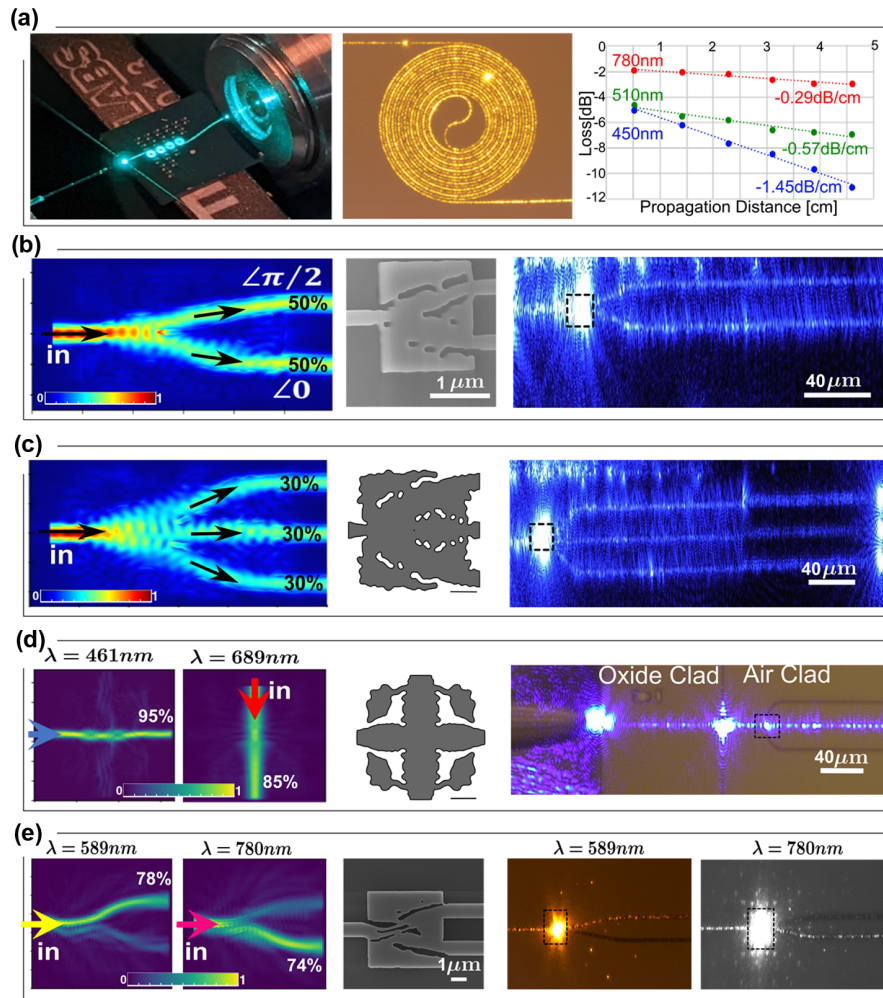 (a)
LABS
0
1
2
3
4
5
0
-2
-4
-6
-8
-10
-12
780nm
510nm
450nm
-0.29dB/cm
-0.57dB/cm
-1.45dB/cm
Loss[dB]
Propagation Distance [cm]
(b)
∠π/2
50%
in
50%
∠0
0
1
1 μm
40μm
(c)
30%
in
30%
30%
0
1
40μm
(d)
λ = 461nm
λ = 689nm
in
95%
85%
0
1
Oxide Clad
Air Clad
40μm
(e)
λ = 589nm
λ = 780nm
λ = 589nm
λ = 780nm
78%
in
in
74%
0
1
1μm